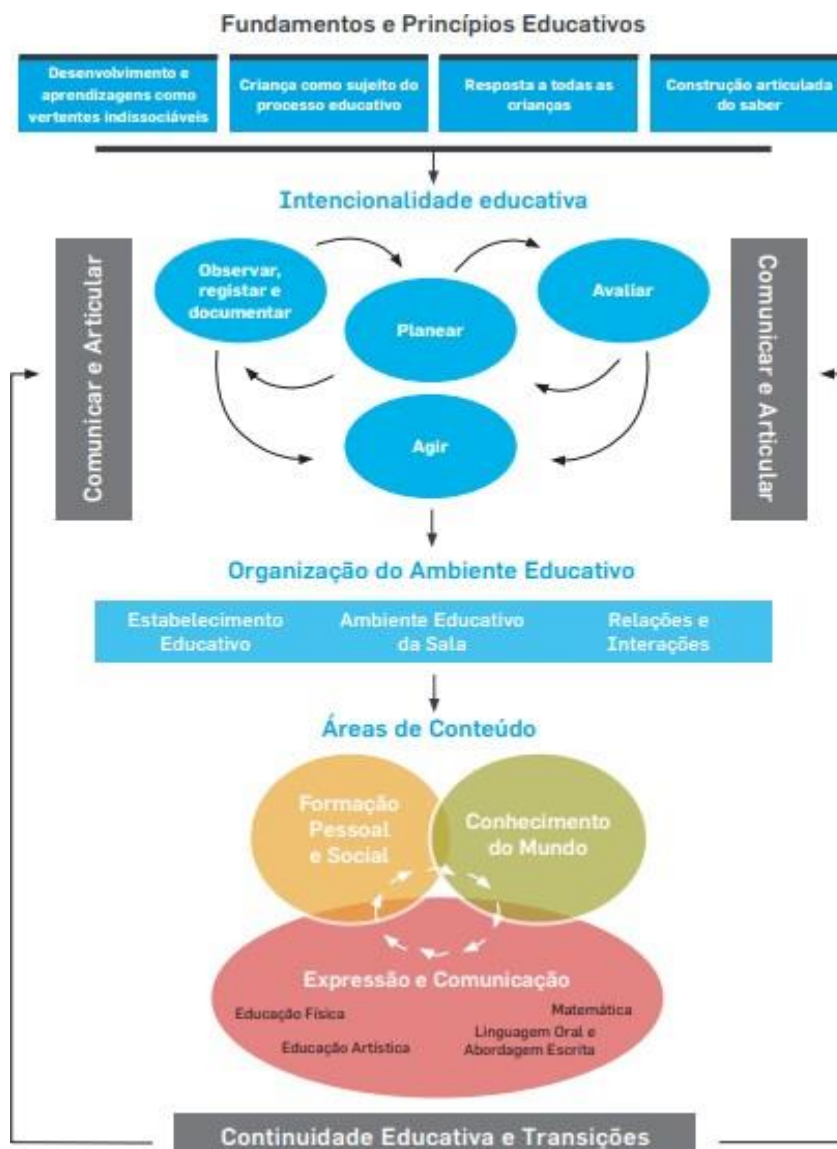 Fundamentos e Princípios Educativos
Desenvolvimento e
aprendizagens como
vertentes indissociáveis
Criança como sujeito do
processo educativo
Resposta a todas as
crianças
Construção articulada
do saber
Intencionalidade educativa
Comunicar e Articular
Observar,
registar e
documentar
Planear
Avaliar
Agir
Comunicar e Articular
Organização do Ambiente Educativo
Estabelecimento
Educativo
Ambiente Educativo
da Sala
Relações e
Interações
Áreas de Conteúdo
Formação
Pessoal
e Social
Conhecimento
do Mundo
Expressão e Comunicação
Educação Física
Educação Artística
Matemática
Linguagem Oral e
Abordagem Escrita
Continuidade Educativa e Transições